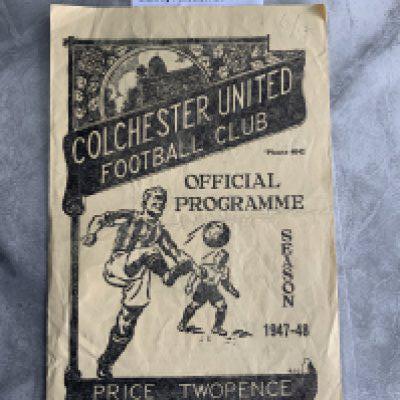 COLCHESTER UNITED
FOOTBALL CLUB
OFFICIAL
PROGRAMME
SEASON
1947-48
PRICE TWOPENCE